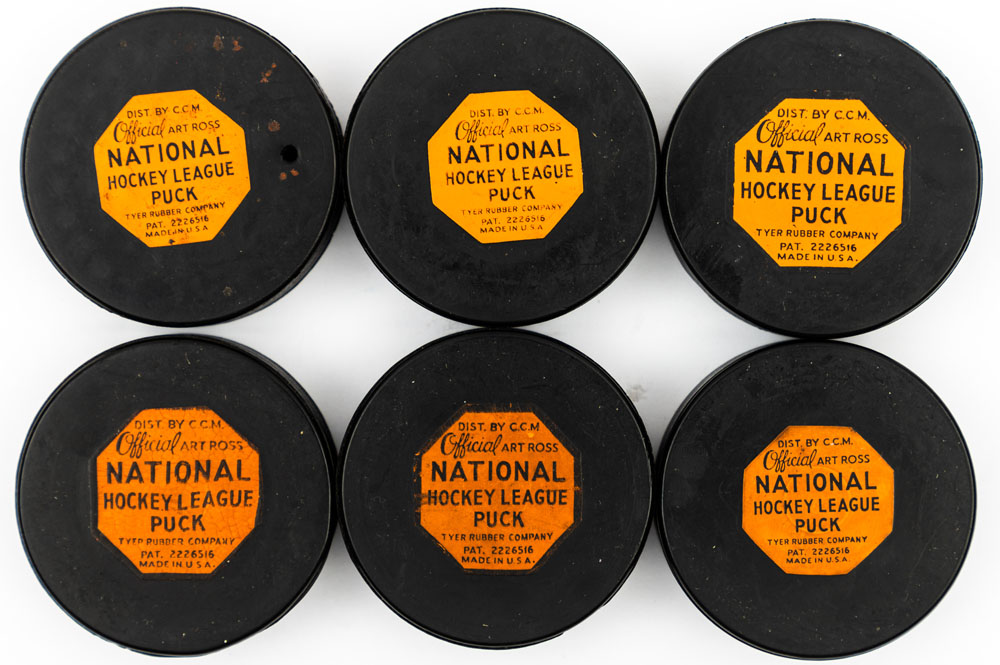 DIST. BY C.C.M.
Official ART ROSS
NATIONAL
HOCKEY LEAGUE
PUCK
TYER RUBBER COMPANY
PAT. 2226516
MADE IN U.S.A.
DIST. BY C.C.M.
Official ART ROSS
NATIONAL
HOCKEY LEAGUE
PUCK
TYER RUBBER COMPANY
PAT. 2226516
MADE IN U.S.A.
DIST. BY C.C.M.
Official ART ROSS
NATIONAL
HOCKEY LEAGUE
PUCK
TYER RUBBER COMPANY
PAT. 2226516
MADE IN U.S.A.
DIST. BY C.C.M.
Official ART ROSS
NATIONAL
HOCKEY LEAGUE
PUCK
TYER RUBBER COMPANY
PAT. 2226516
MADE IN U.S.A.
DIST. BY C.C.M
Official ART ROSS
NATIONAL
HOCKEY LEAGUE
PUCK
TYER RUBBER COMPANY
PAT. 2226516
MADE IN U.S.A.
DIST. BY C.C.M.
Official ART ROSS
NATIONAL
HOCKEY LEAGUE
PUCK
TYER RUBBER COMPANY
PAT. 2226516
MADE IN U.S.A.